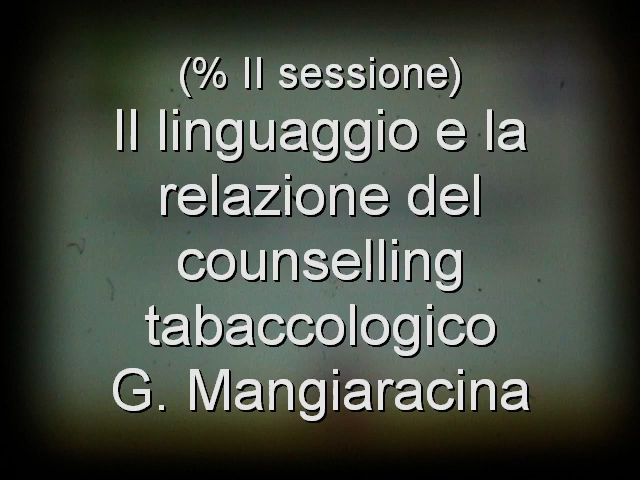 (% II sessione)
Il linguaggio e la
relazione del
counselling
tabaccologico
G. Mangiaracina